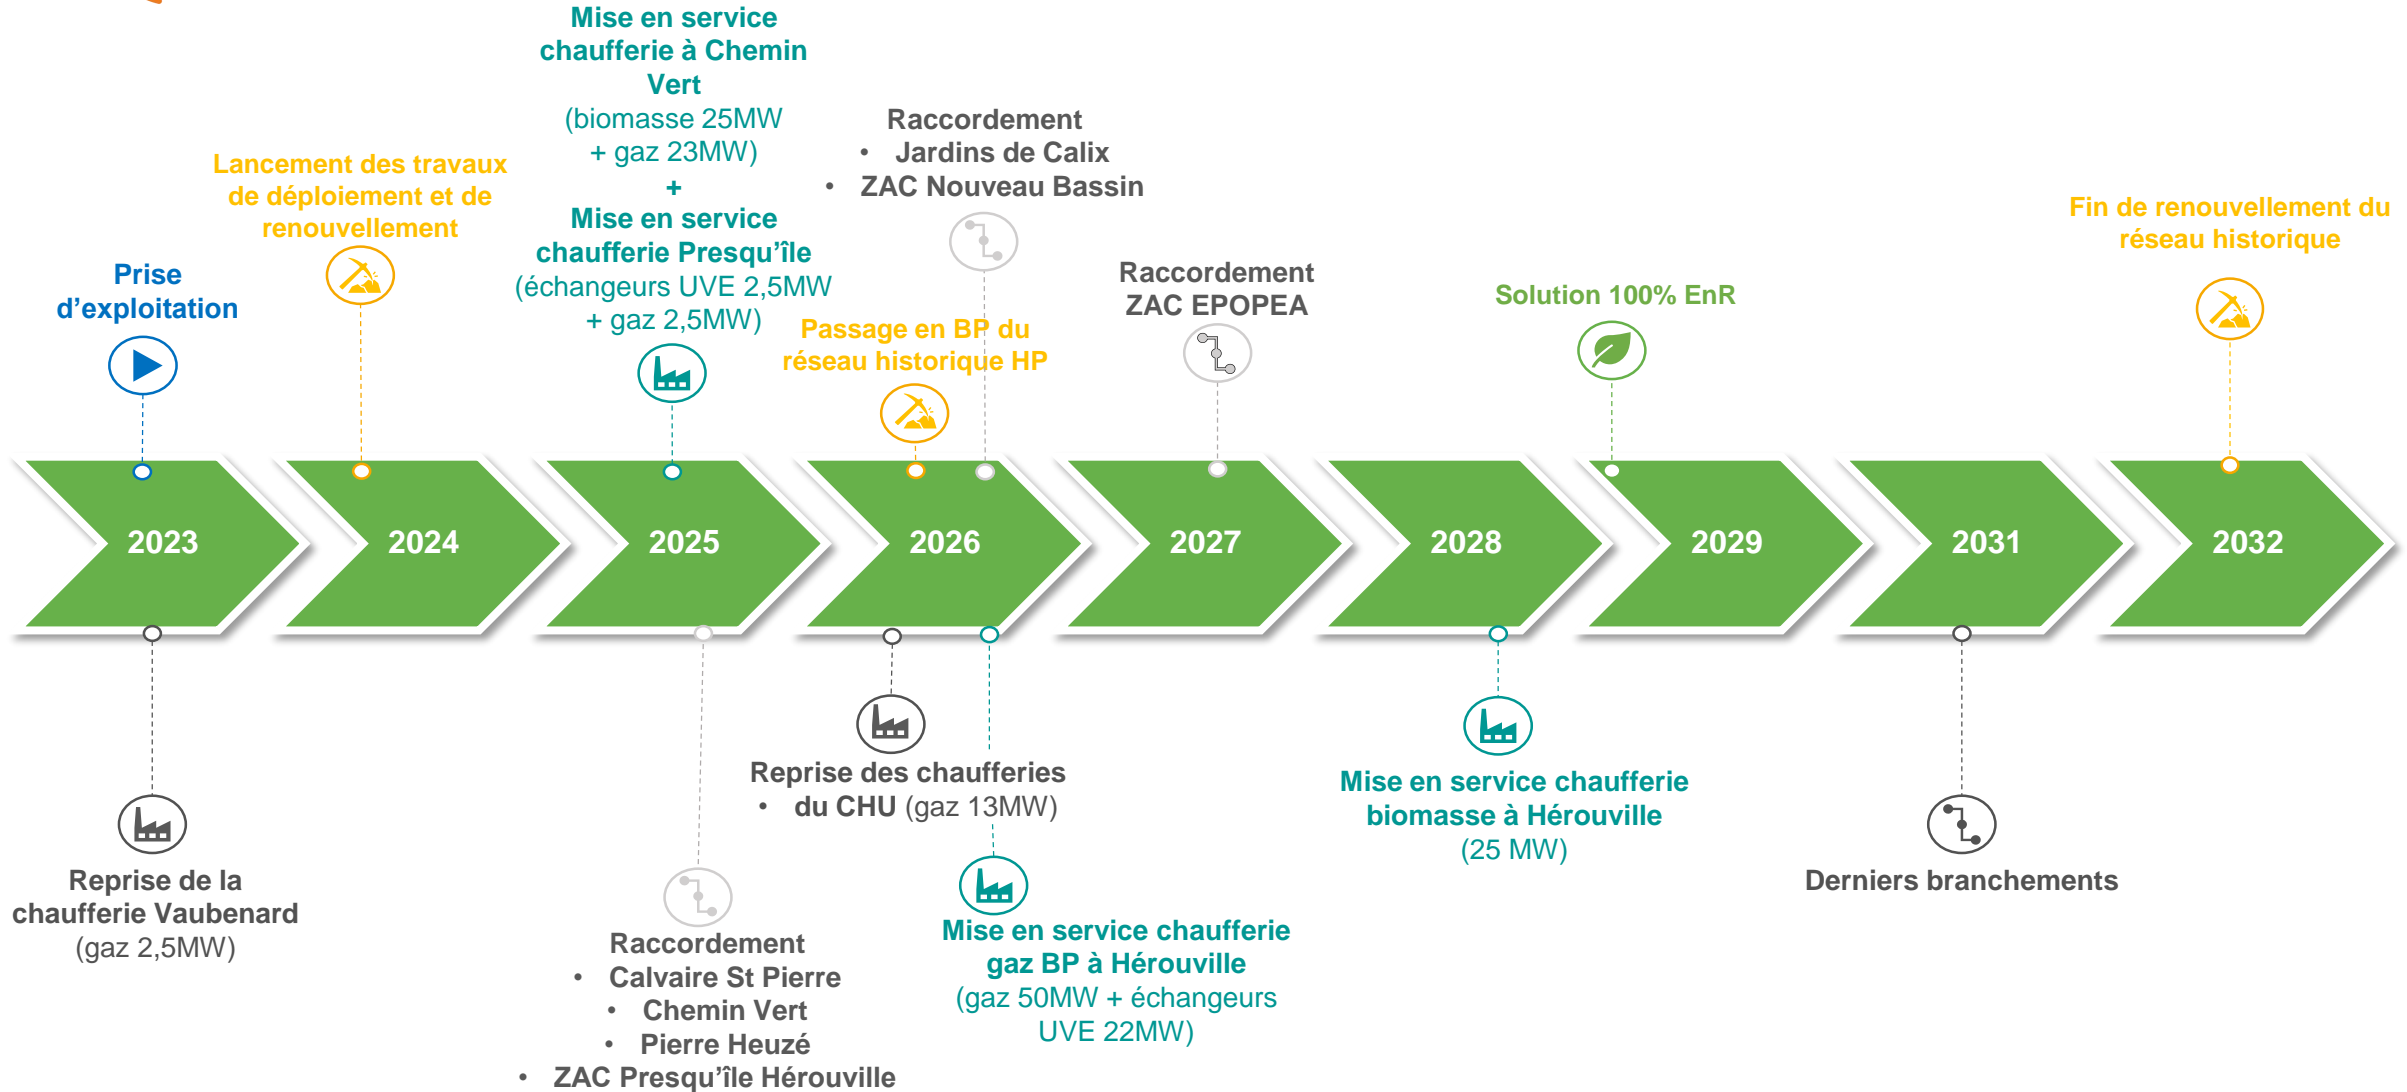 Prise
d'exploitation
Lancement des travaux
de déploiement et de
renouvellement
Mise en service
chaufferie à Chemin
Vert
(biomasse 25MW
+ gaz 23MW)
+
Mise en service
chaufferie Presqu'île
(échangeurs UVE 2,5MW
+ gaz 2,5MW)
Raccordement
• Jardins de Calix
• ZAC Nouveau Bassin
Passage en BP du
réseau historique HP
Raccordement
ZAC EPOPEA
Solution 100% EnR
Fin de renouvellement du
réseau historique
2023
2024
2025
2026
2027
2028
2029
2031
2032
Reprise de la
chaufferie Vaubenard
(gaz 2,5MW)
Raccordement
• Calvaire St Pierre
• Chemin Vert
• Pierre Heuzé
• ZAC Presqu'île Hérouville
Reprise des chaufferies
• du CHU (gaz 13MW)
Mise en service chaufferie
gaz BP à Hérouville
(gaz 50MW + échangeurs
UVE 22MW)
Mise en service chaufferie
biomasse à Hérouville
(25 MW)
Derniers branchements